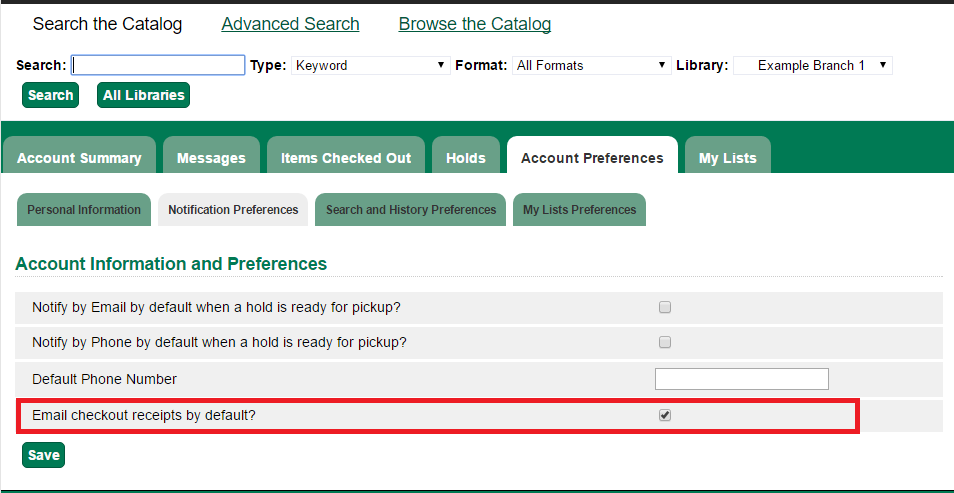 Search the Catalog Advanced Search Browse the Catalog
Search: Type: Keyword Format: All Formats Library: Example Branch 1
Search All Libraries
Account Summary Messages Items Checked Out Holds Account Preferences My Lists
Personal Information Notification Preferences Search and History Preferences My Lists Preferences
Account Information and Preferences
Notify by Email by default when a hold is ready for pickup?
Notify by Phone by default when a hold is ready for pickup?
Default Phone Number
Email checkout receipts by default?
Save